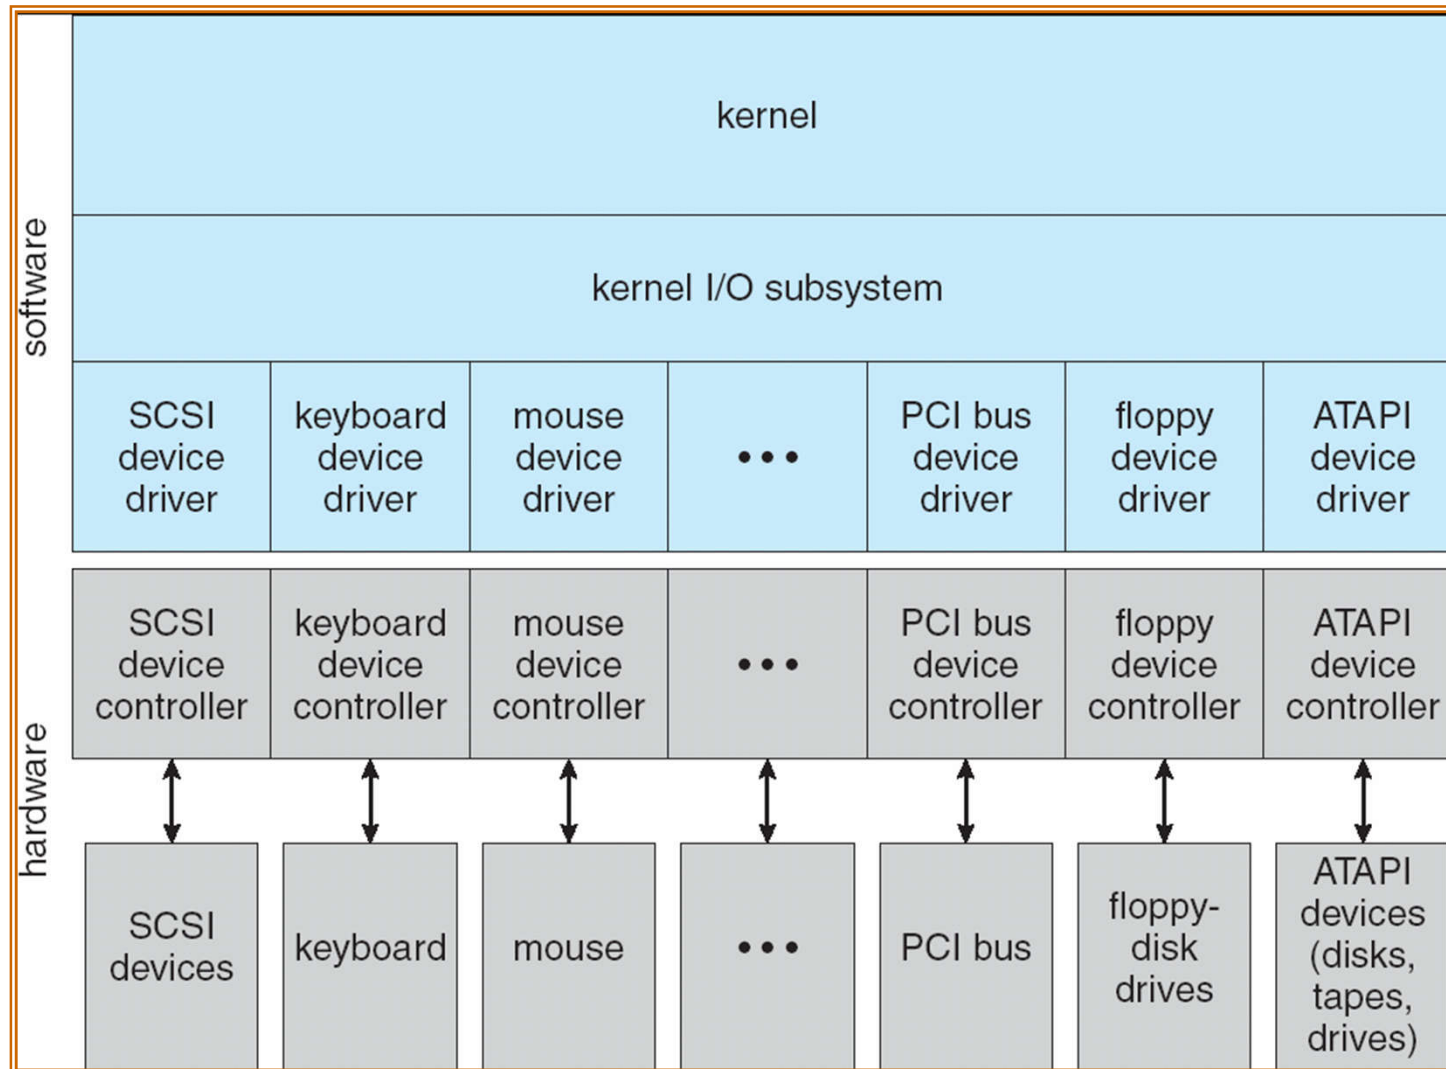 kernel
software
kernel I/O subsystem
SCSI
device
driver
keyboard
device
driver
mouse
device
driver
•••
PCI bus
device
driver
floppy
device
driver
ATAPI
device
driver
hardware
SCSI
device
controller
keyboard
device
controller
mouse
device
controller
•••
PCI bus
device
controller
floppy
device
controller
ATAPI
device
controller
SCSI
devices
keyboard
mouse
•••
PCI bus
floppy-
disk
drives
ATAPI
devices
(disks,
tapes,
drives)